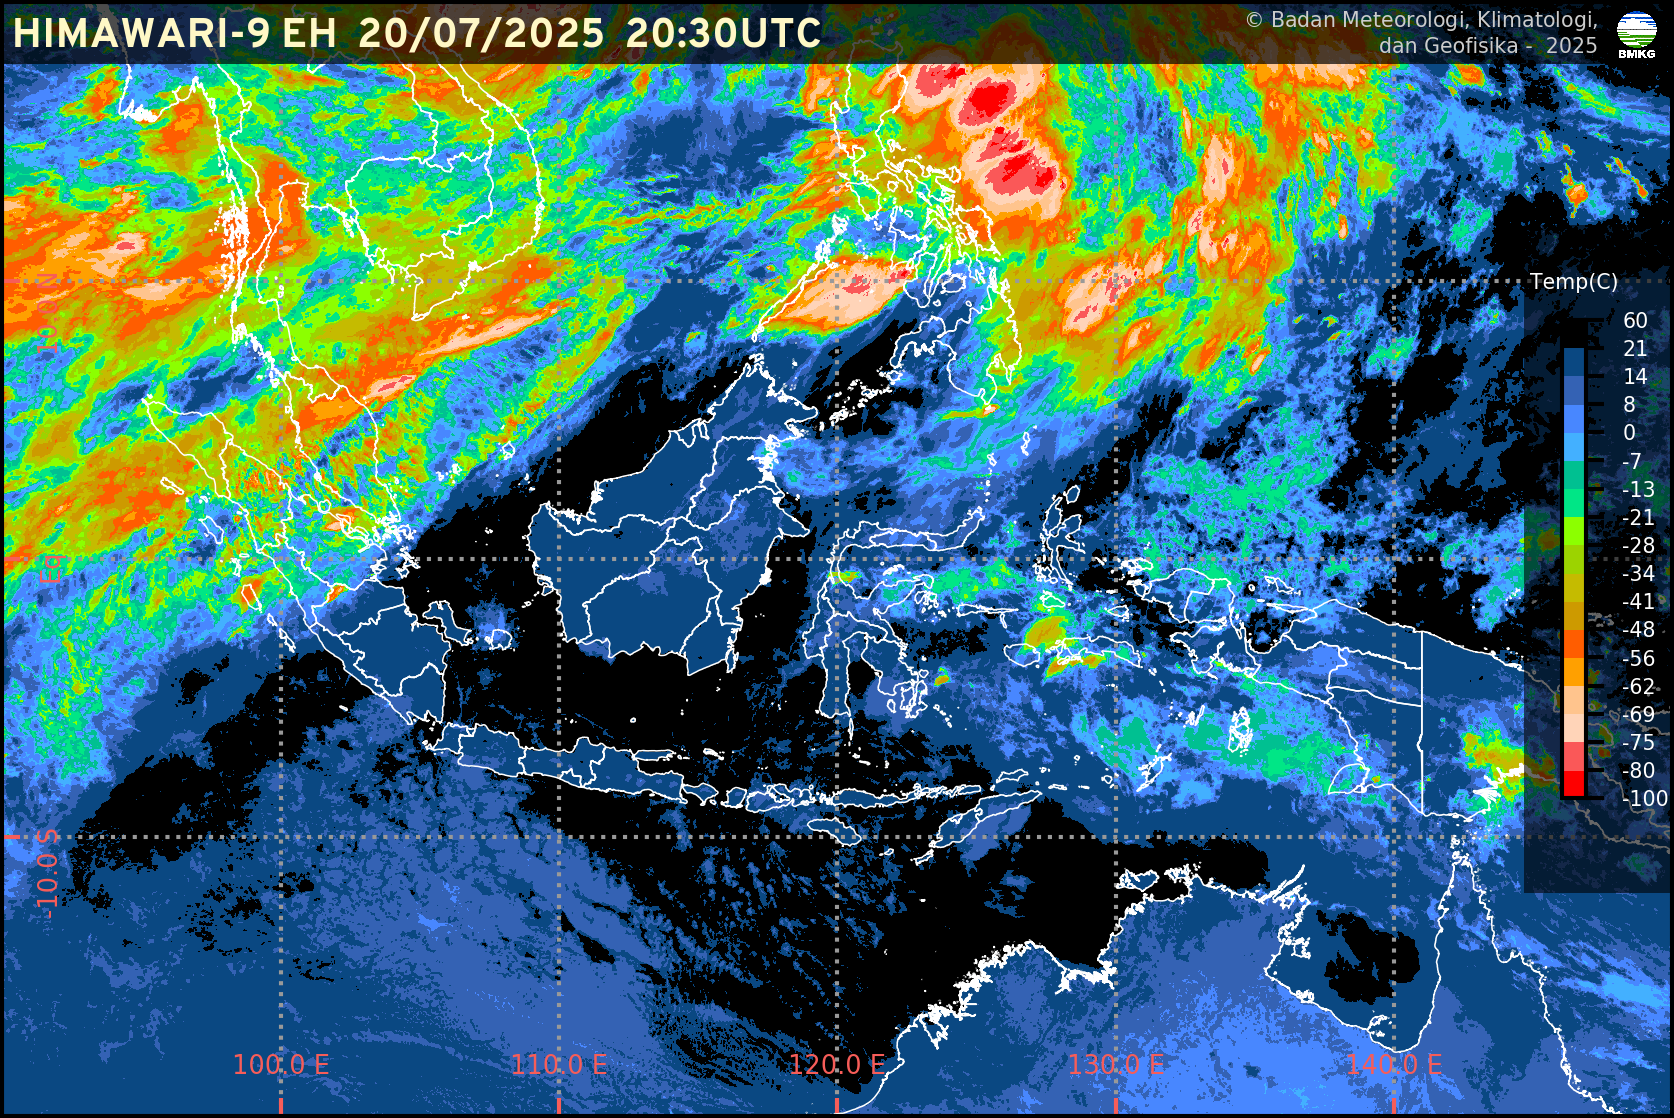 HIMAWARI-9 EH 20/07/2025 20:30UTC
© Badan Meteorologi, Klimatologi,
dan Geofisika - 2025
BMKG
Temp(C)
60
21
14
8
0
-7
-13
-21
-28
-34
-41
-48
-56
-62
-69
-75
-80
-100
10.0 N
Eq
-10.0 S
100.0 E
110.0 E
120.0 E
130.0 E
140.0 E